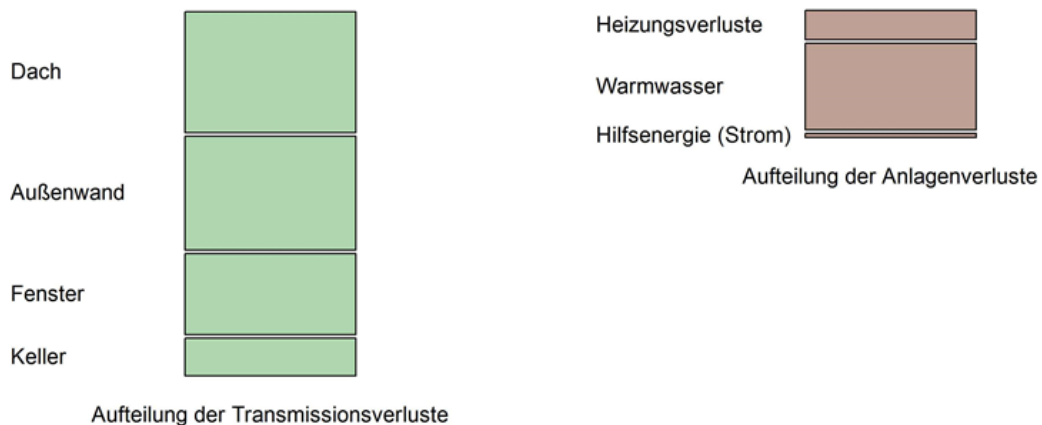 Dach
Außenwand
Fenster
Keller
Aufteilung der Transmissionsverluste
Heizungsverluste
Warmwasser
Hilfsenergie (Strom)
Aufteilung der Anlagenverluste